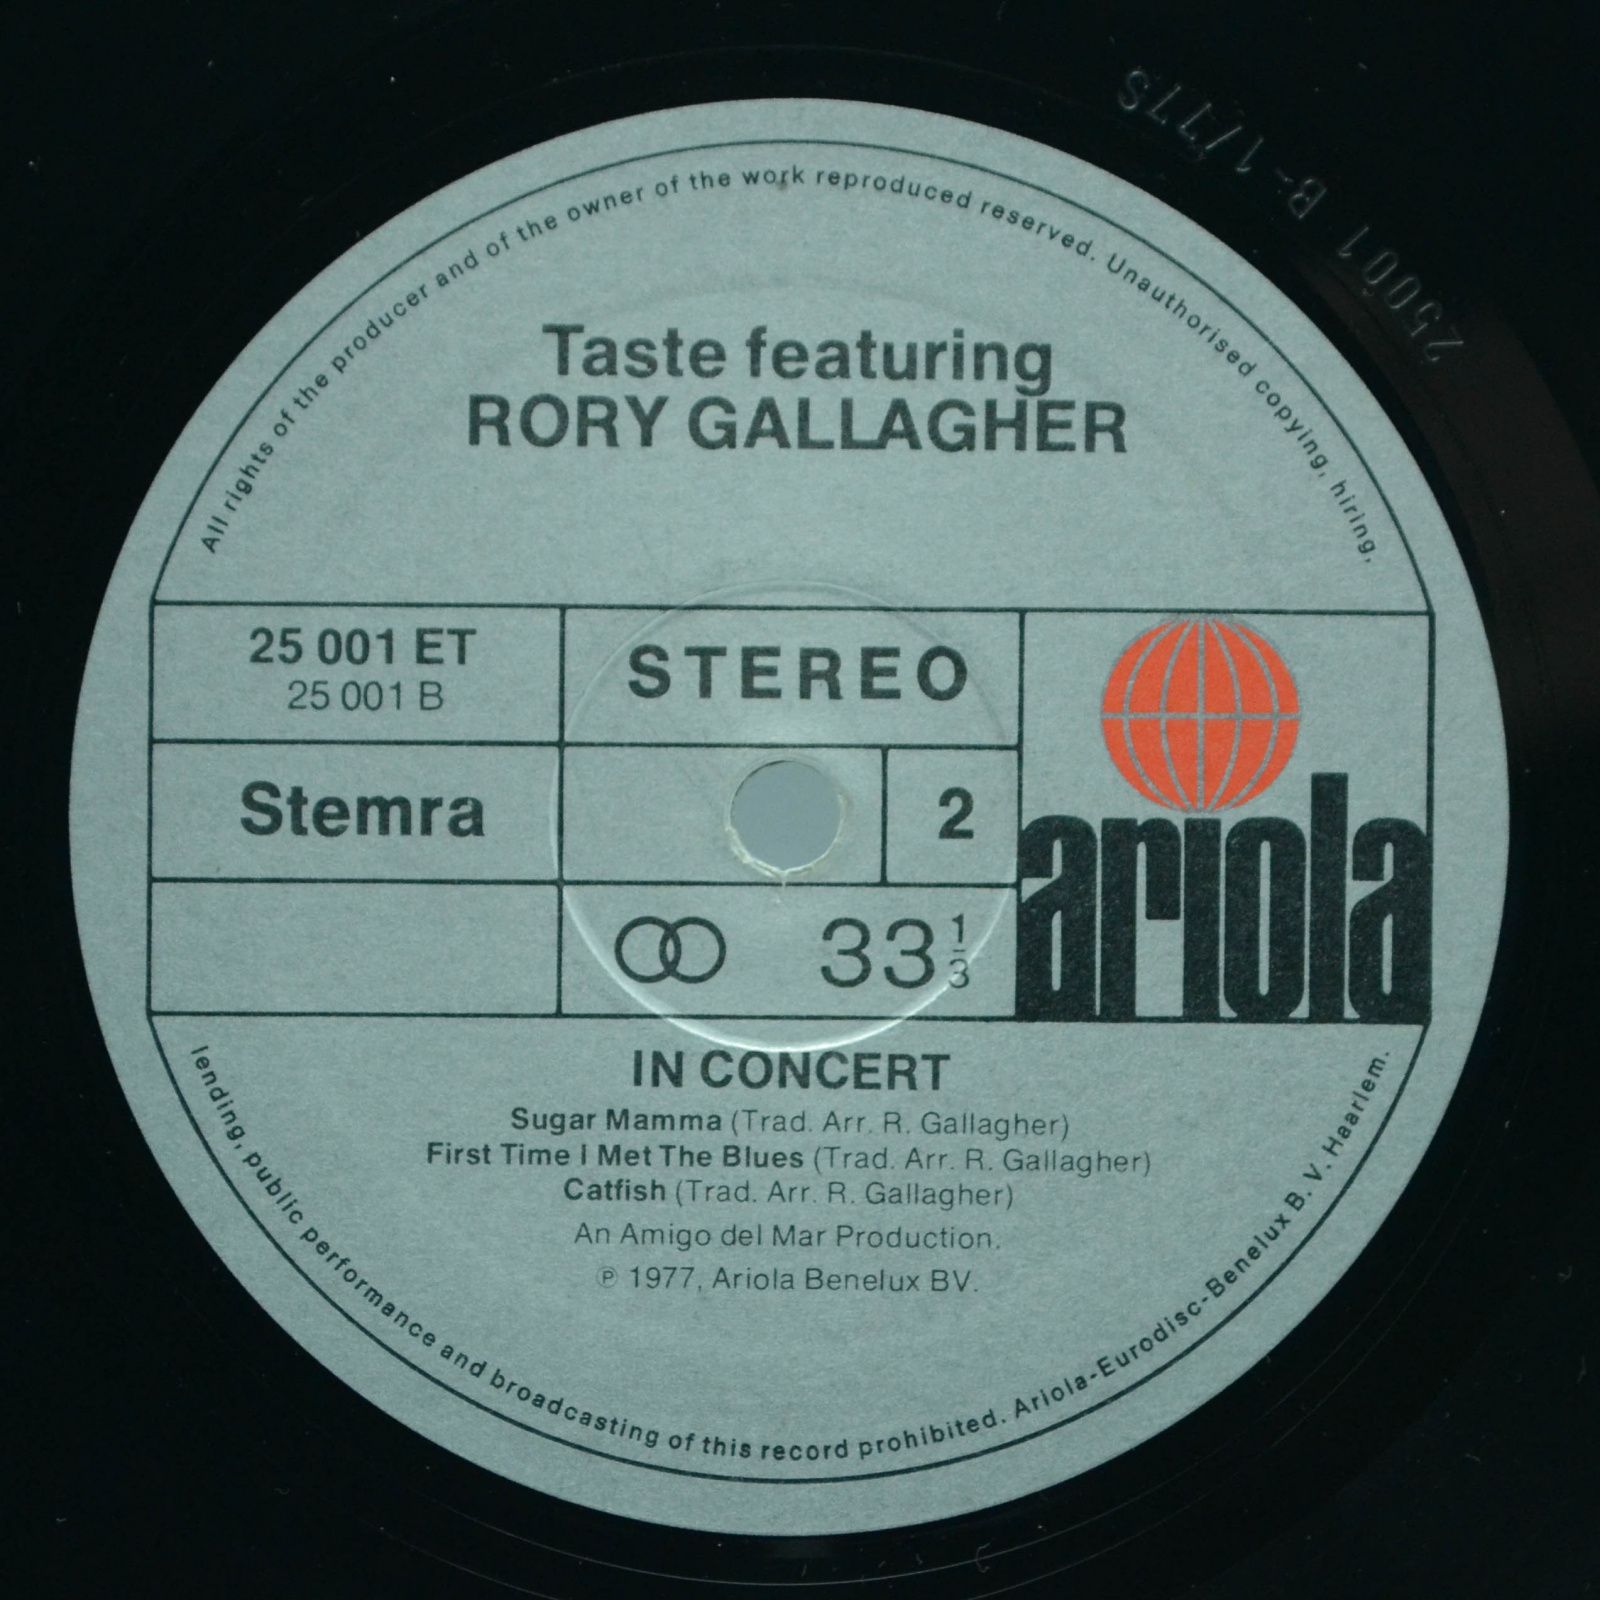 25001 B-1/77S
All rights of the producer and of the owner of the work reproduced reserved. Unauthorised copying, hiring,
Taste featuring
RORY GALLAGHER
25 001 ET
25 001 B
STEREO
Stemra
2
33 1/3
ariola
IN CONCERT
Sugar Mamma (Trad. Arr. R. Gallagher)
First Time I Met The Blues (Trad. Arr. R. Gallagher)
Catfish (Trad. Arr. R. Gallagher)
An Amigo del Mar Production.
℗ 1977, Ariola Benelux BV.
lending, public performance and broadcasting of this record prohibited. Ariola-Eurodisc-Benelux B.V. Haarlem.